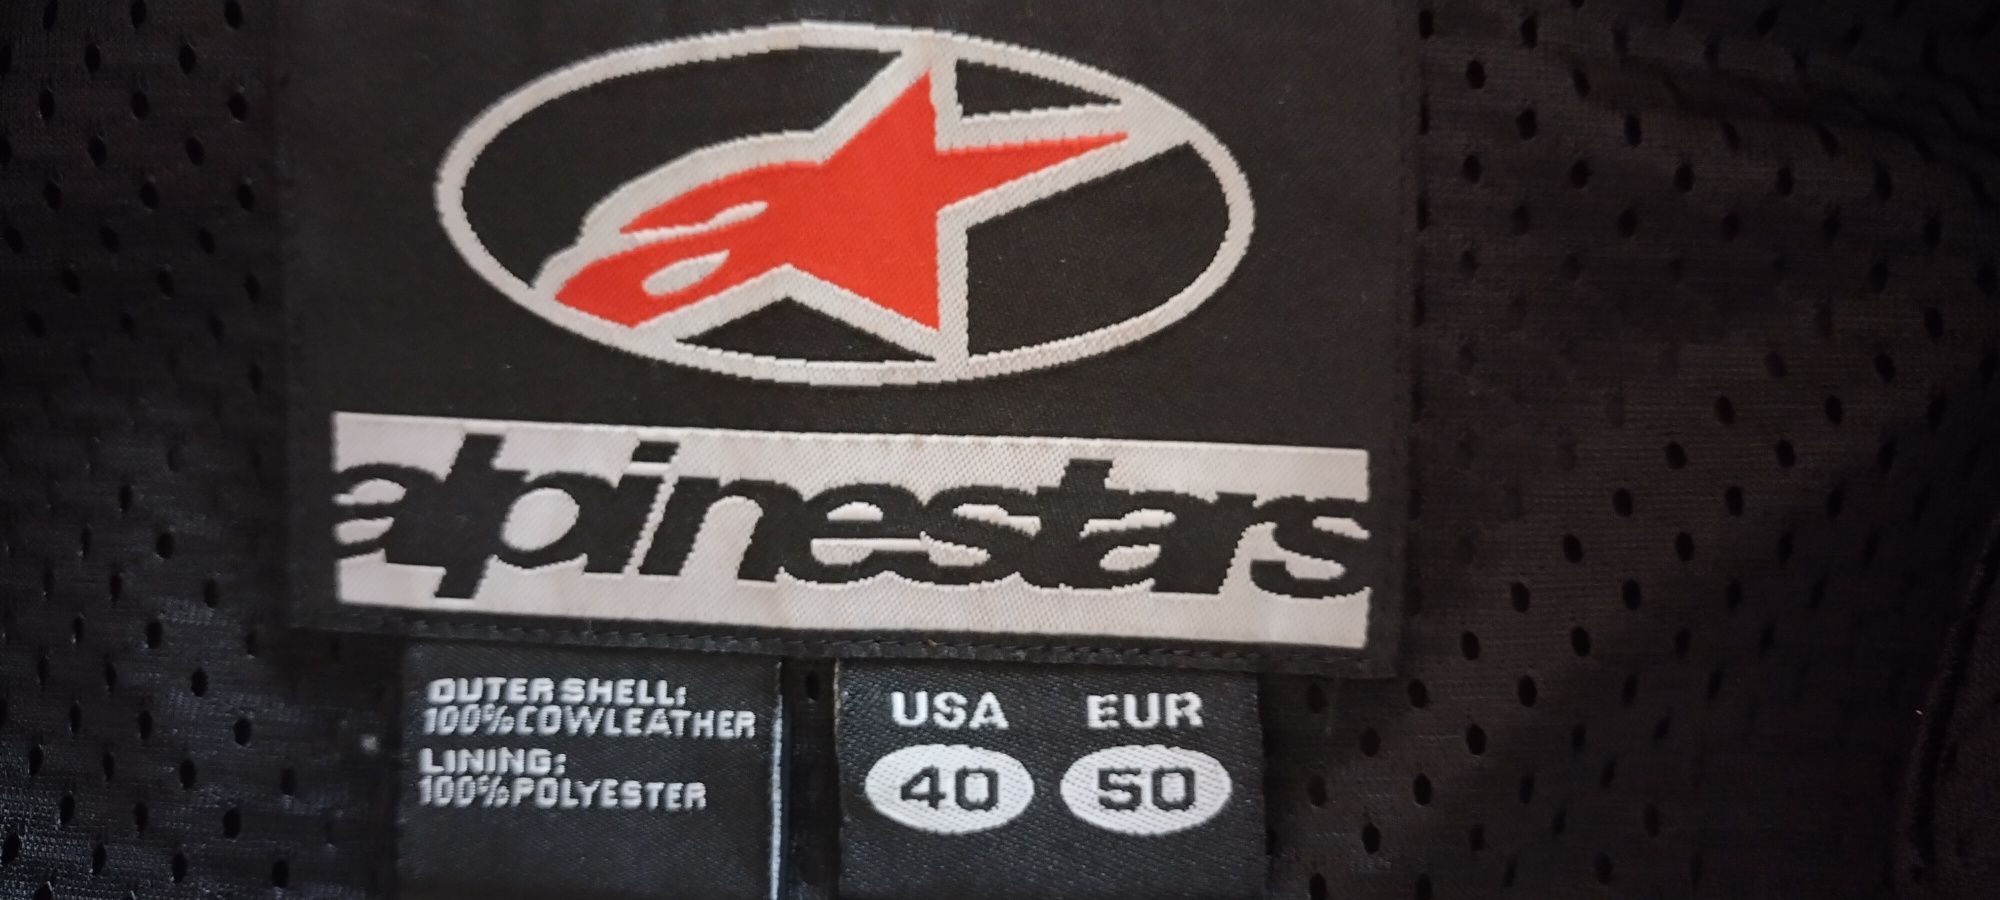 alpinestars
OUTER SHELL:
100% COWLEATHER
LINING:
100% POLYESTER
USA EUR
40 50